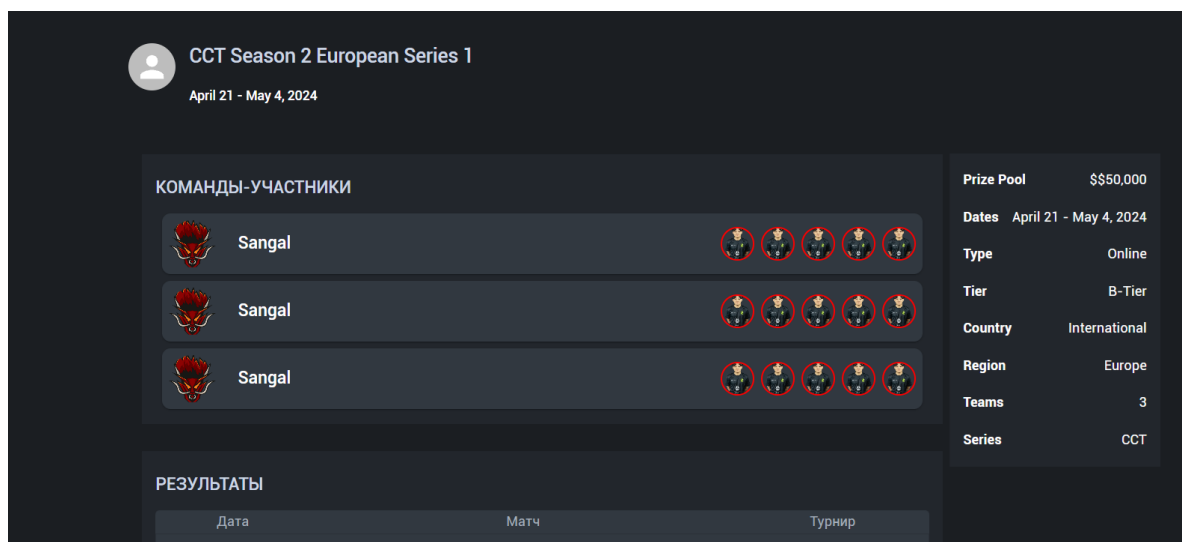 CCT Season 2 European Series 1
April 21 - May 4, 2024
КОМАНДЫ-УЧАСТНИКИ
Sangal
Sangal
Sangal
Prize Pool $$50,000
Dates April 21 - May 4, 2024
Type Online
Tier B-Tier
Country International
Region Europe
Teams 3
Series CCT
РЕЗУЛЬТАТЫ
Дата Матч Турнир